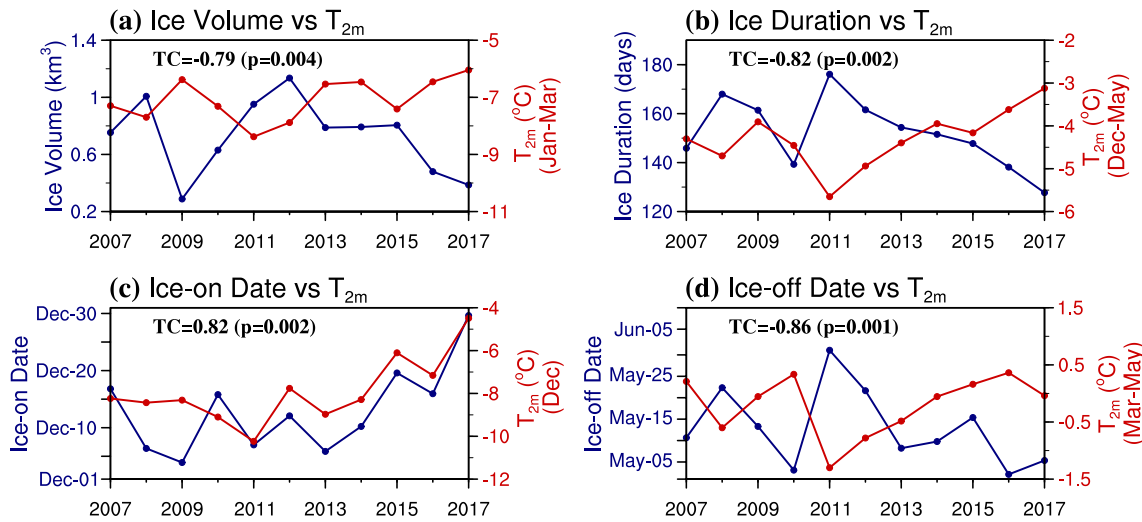 (a) Ice Volume vs T2m
TC=-0.79 (p=0.004)
Ice Volume (km3)
1.4
1
0.6
0.2
-5
-7
-9
-11
T2m (oC)
(Jan-Mar)
2007 2009 2011 2013 2015 2017
(b) Ice Duration vs T2m
TC=-0.82 (p=0.002)
Ice Duration (days)
180
160
140
120
-2
-3
-4
-5
-6
T2m (oC)
(Dec-May)
2007 2009 2011 2013 2015 2017
(c) Ice-on Date vs T2m
TC=0.82 (p=0.002)
Ice-on Date
Dec-30
Dec-20
Dec-10
Dec-01
-4
-6
-8
-10
-12
T2m (oC)
(Dec)
2007 2009 2011 2013 2015 2017
(d) Ice-off Date vs T2m
TC=-0.86 (p=0.001)
Ice-off Date
Jun-05
May-25
May-15
May-05
1.5
0.5
-0.5
-1.5
T2m (oC)
(Mar-May)
2007 2009 2011 2013 2015 2017